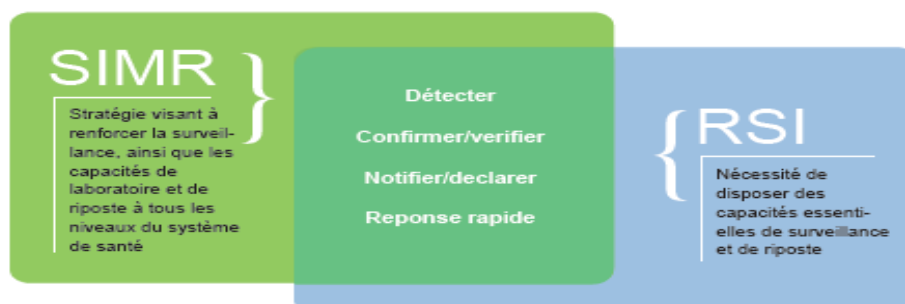 SIMR
Stratégie visant à
renforcer la surveil-
lance, ainsi que les
capacités de
laboratoire et de
riposte à tous les
niveaux du système
de santé
Détecter
Confirmer/verifier
Notifier/declarer
Reponse rapide
RSI
Nécessité de
disposer des
capacités essenti-
elles de surveillance
et de riposte